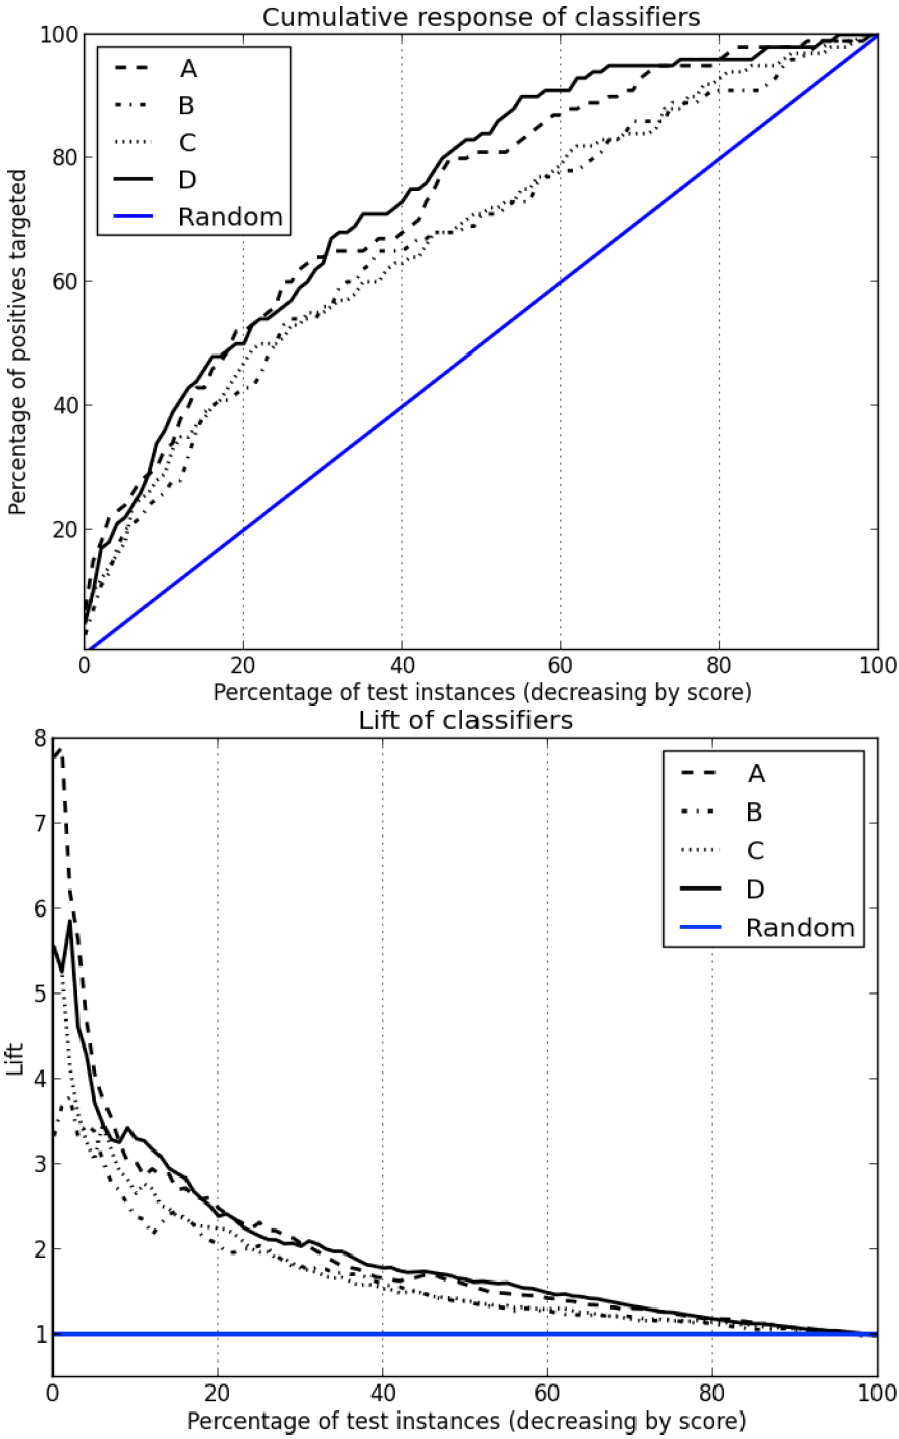 Cumulative response of classifiers
100
80
60
40
20
Percentage of positives targeted
A
B
C
D
Random
0 20 40 60 80 100
Percentage of test instances (decreasing by score)
Lift of classifiers
8
7
6
5
4
3
2
1
Lift
A
B
C
D
Random
0 20 40 60 80 100
Percentage of test instances (decreasing by score)